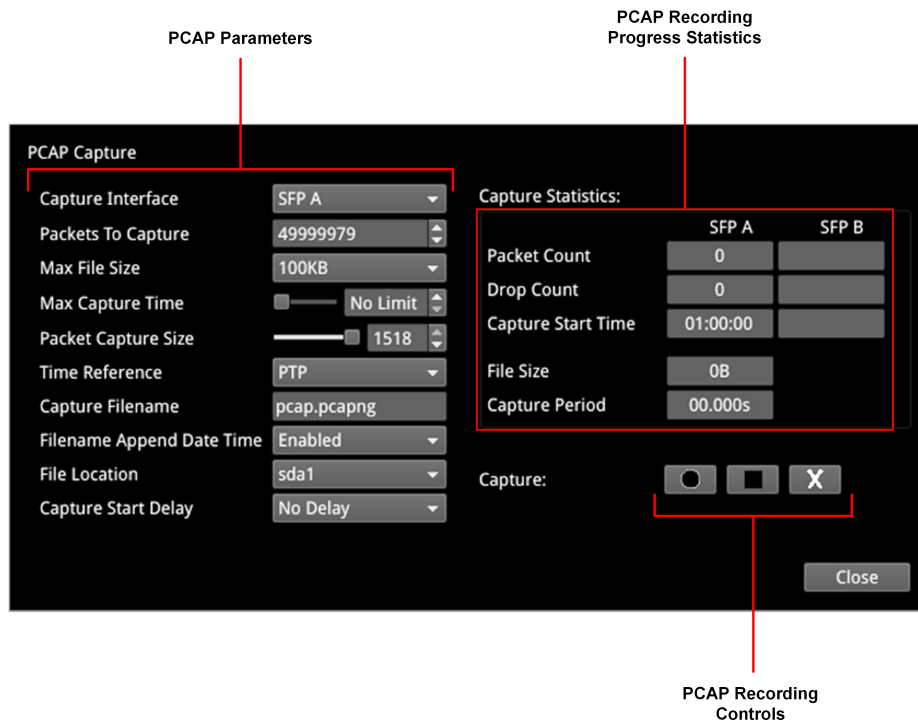 PCAP Parameters
PCAP Recording
Progress Statistics
PCAP Capture
Capture Interface SFP A
Packets To Capture 49999979
Max File Size 100KB
Max Capture Time No Limit
Packet Capture Size 1518
Time Reference PTP
Capture Filename pcap.pcapng
Filename Append Date Time Enabled
File Location sda1
Capture Start Delay No Delay
Capture Statistics:
SFP A SFP B
Packet Count 0
Drop Count 0
Capture Start Time 01:00:00
File Size 0B
Capture Period 00.000s
Capture: X
Close
PCAP Recording
Controls